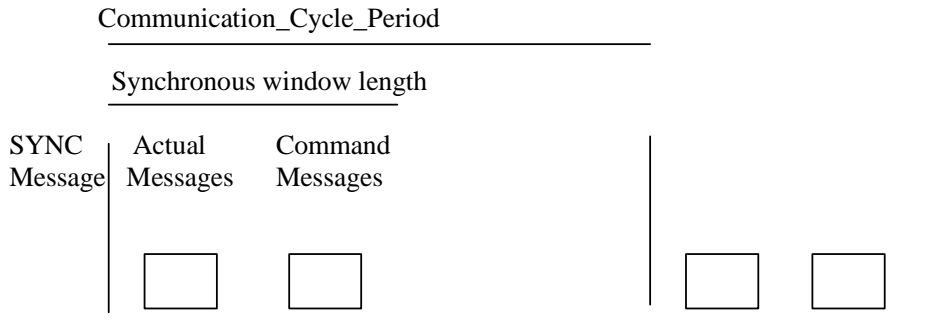 Communication_Cycle_Period
Synchronous window length
SYNC Actual Command
Message Messages Messages